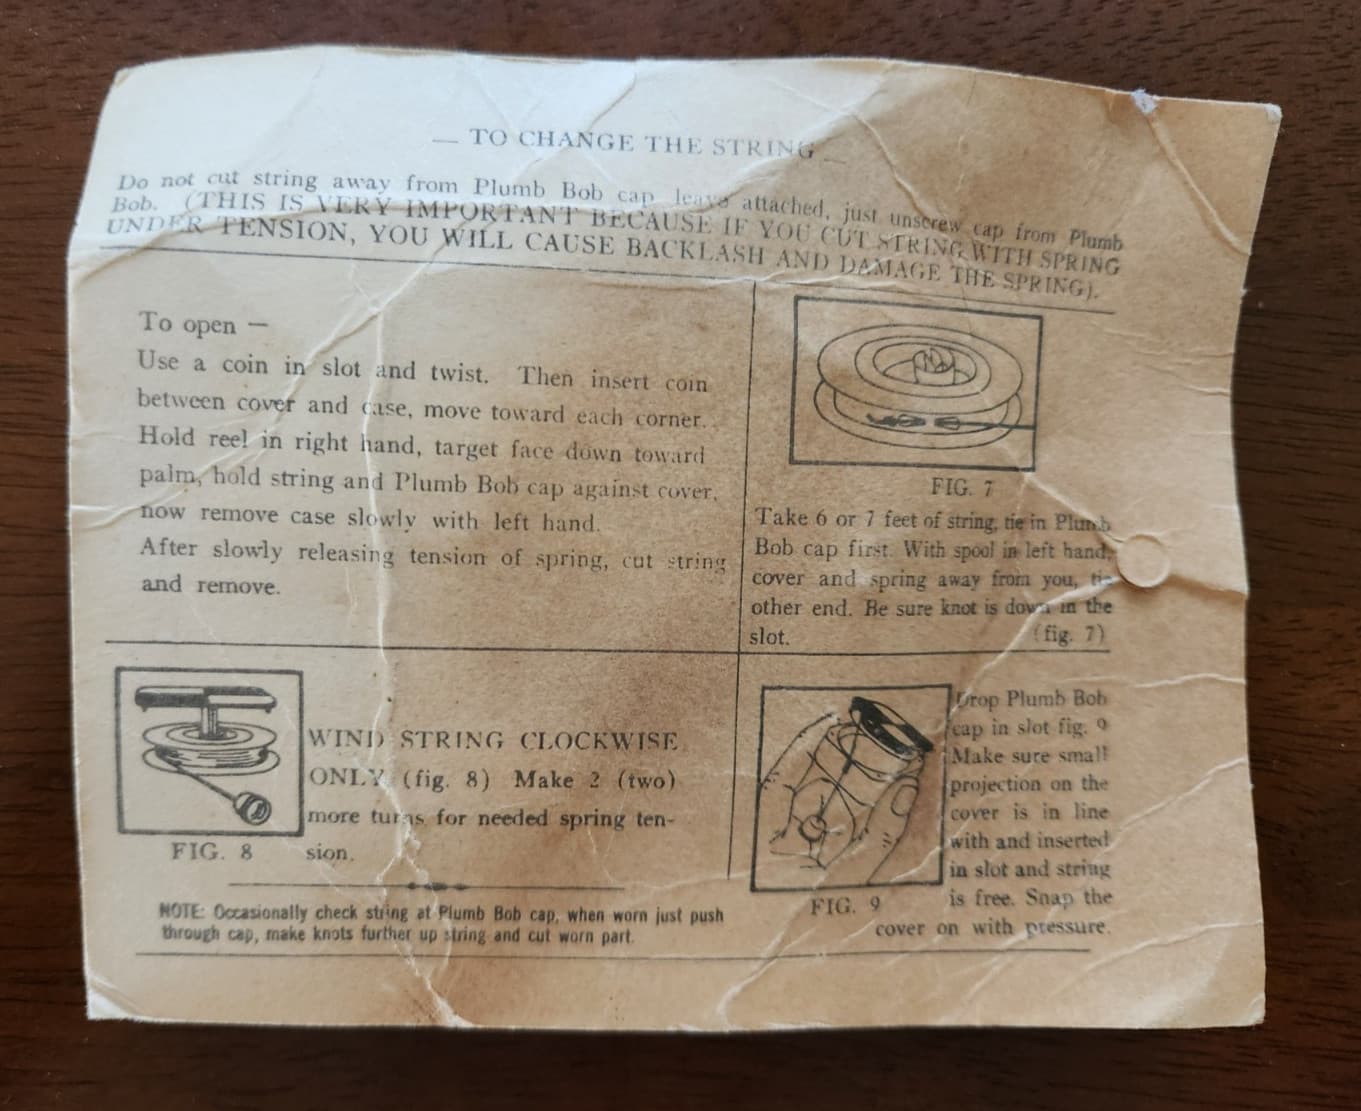 — TO CHANGE THE STRING —
Do not cut string away from Plumb Bob cap leave attached, just unscrew cap from Plumb
Bob. (THIS IS VERY IMPORTANT BECAUSE IF YOU CUT STRING WITH SPRING
UNDER TENSION, YOU WILL CAUSE BACKLASH AND DAMAGE THE SPRING).
To open —
Use a coin in slot and twist. Then insert coin
between cover and case, move toward each corner.
Hold reel in right hand, target face down toward
palm, hold string and Plumb Bob cap against cover,
now remove case slowly with left hand.
After slowly releasing tension of spring, cut string
and remove.
FIG. 7
Take 6 or 7 feet of string, tie in Plumb
Bob cap first. With spool in left hand,
cover and spring away from you, tie
other end. Be sure knot is down in the
slot. (fig. 7)
WIND STRING CLOCKWISE
ONLY (fig. 8) Make 2 (two)
more turns for needed spring ten-
sion.
FIG. 8
NOTE: Occasionally check string at Plumb Bob cap, when worn just push
through cap, make knots further up string and cut worn part.
Drop Plumb Bob
cap in slot fig. 9
Make sure small
projection on the
cover is in line
with and inserted
in slot and string
is free. Snap the
cover on with pressure.
FIG. 9